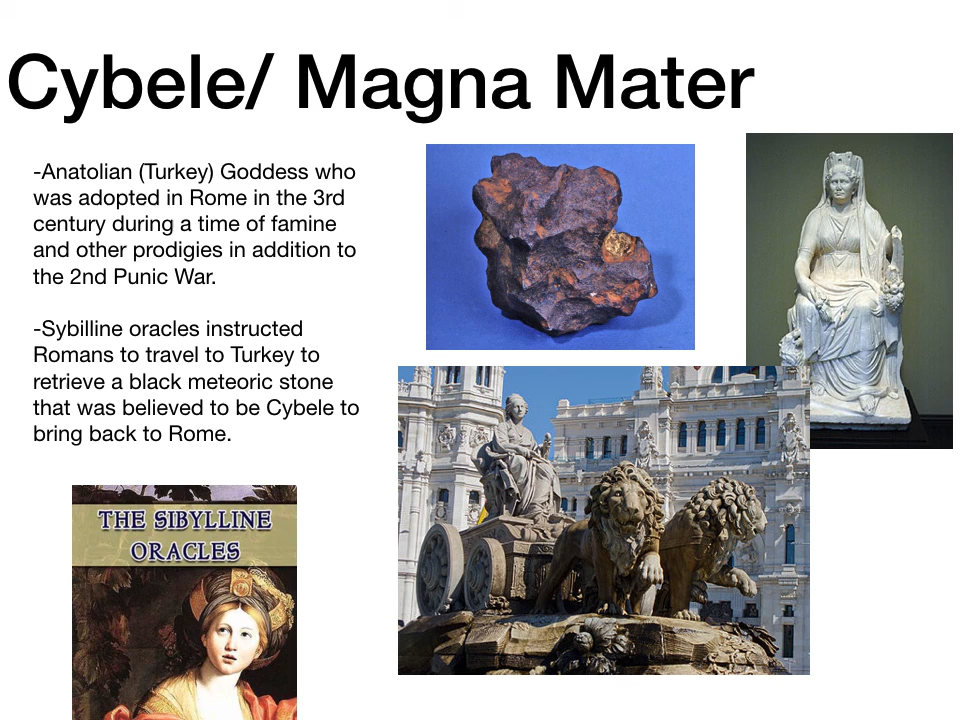 Cybele/ Magna Mater
-Anatolian (Turkey) Goddess who
was adopted in Rome in the 3rd
century during a time of famine
and other prodigies in addition to
the 2nd Punic War.
-Sybilline oracles instructed
Romans to travel to Turkey to
retrieve a black meteoric stone
that was believed to be Cybele to
bring back to Rome.
THE SIBYLLINE
ORACLES